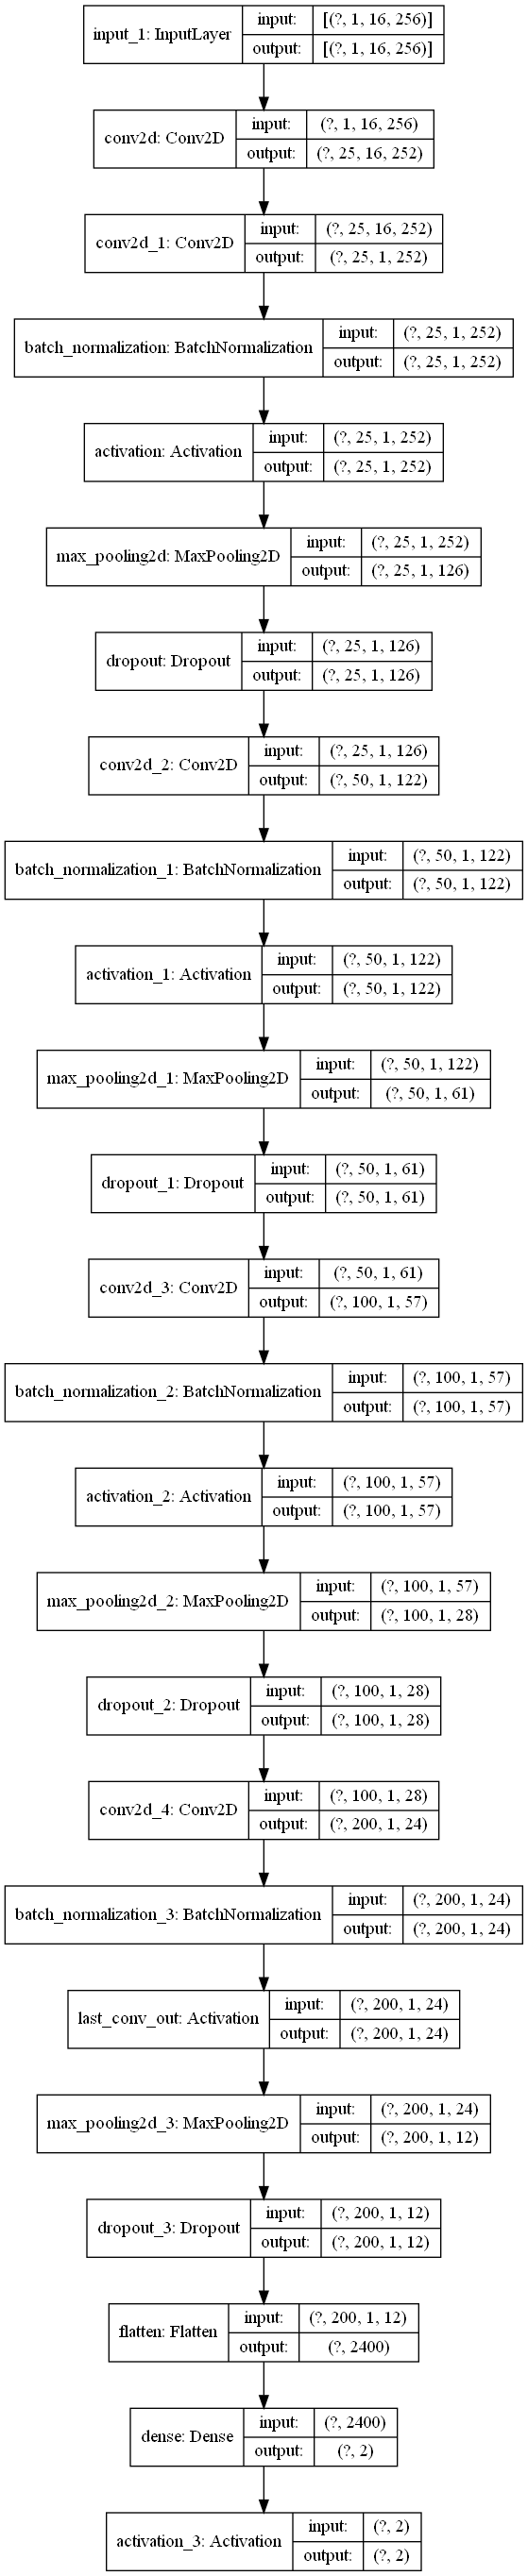 input_1: InputLayer
input: [(?, 1, 16, 256)]
output: [(?, 1, 16, 256)]
conv2d: Conv2D
input: (?, 1, 16, 256)
output: (?, 25, 16, 252)
conv2d_1: Conv2D
input: (?, 25, 16, 252)
output: (?, 25, 1, 252)
batch_normalization: BatchNormalization
input: (?, 25, 1, 252)
output: (?, 25, 1, 252)
activation: Activation
input: (?, 25, 1, 252)
output: (?, 25, 1, 252)
max_pooling2d: MaxPooling2D
input: (?, 25, 1, 252)
output: (?, 25, 1, 126)
dropout: Dropout
input: (?, 25, 1, 126)
output: (?, 25, 1, 126)
conv2d_2: Conv2D
input: (?, 25, 1, 126)
output: (?, 50, 1, 122)
batch_normalization_1: BatchNormalization
input: (?, 50, 1, 122)
output: (?, 50, 1, 122)
activation_1: Activation
input: (?, 50, 1, 122)
output: (?, 50, 1, 122)
max_pooling2d_1: MaxPooling2D
input: (?, 50, 1, 122)
output: (?, 50, 1, 61)
dropout_1: Dropout
input: (?, 50, 1, 61)
output: (?, 50, 1, 61)
conv2d_3: Conv2D
input: (?, 50, 1, 61)
output: (?, 100, 1, 57)
batch_normalization_2: BatchNormalization
input: (?, 100, 1, 57)
output: (?, 100, 1, 57)
activation_2: Activation
input: (?, 100, 1, 57)
output: (?, 100, 1, 57)
max_pooling2d_2: MaxPooling2D
input: (?, 100, 1, 57)
output: (?, 100, 1, 28)
dropout_2: Dropout
input: (?, 100, 1, 28)
output: (?, 100, 1, 28)
conv2d_4: Conv2D
input: (?, 100, 1, 28)
output: (?, 200, 1, 24)
batch_normalization_3: BatchNormalization
input: (?, 200, 1, 24)
output: (?, 200, 1, 24)
last_conv_out: Activation
input: (?, 200, 1, 24)
output: (?, 200, 1, 24)
max_pooling2d_3: MaxPooling2D
input: (?, 200, 1, 24)
output: (?, 200, 1, 12)
dropout_3: Dropout
input: (?, 200, 1, 12)
output: (?, 200, 1, 12)
flatten: Flatten
input: (?, 200, 1, 12)
output: (?, 2400)
dense: Dense
input: (?, 2400)
output: (?, 2)
activation_3: Activation
input: (?, 2)
output: (?, 2)